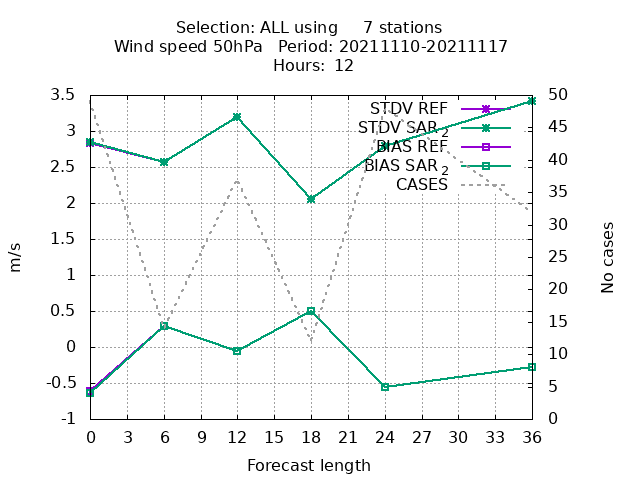 Selection: ALL using     7 stations
Wind speed 50hPa   Period: 20211110-20211117
Hours: 12
STDV REF
STDV SAR2
BIAS REF
BIAS SAR2
CASES
3.5
3
2.5
2
1.5
1
0.5
0
-0.5
-1
m/s
50
45
40
35
30
25
20
15
10
5
0
No cases
0 3 6 9 12 15 18 21 24 27 30 33 36
Forecast length